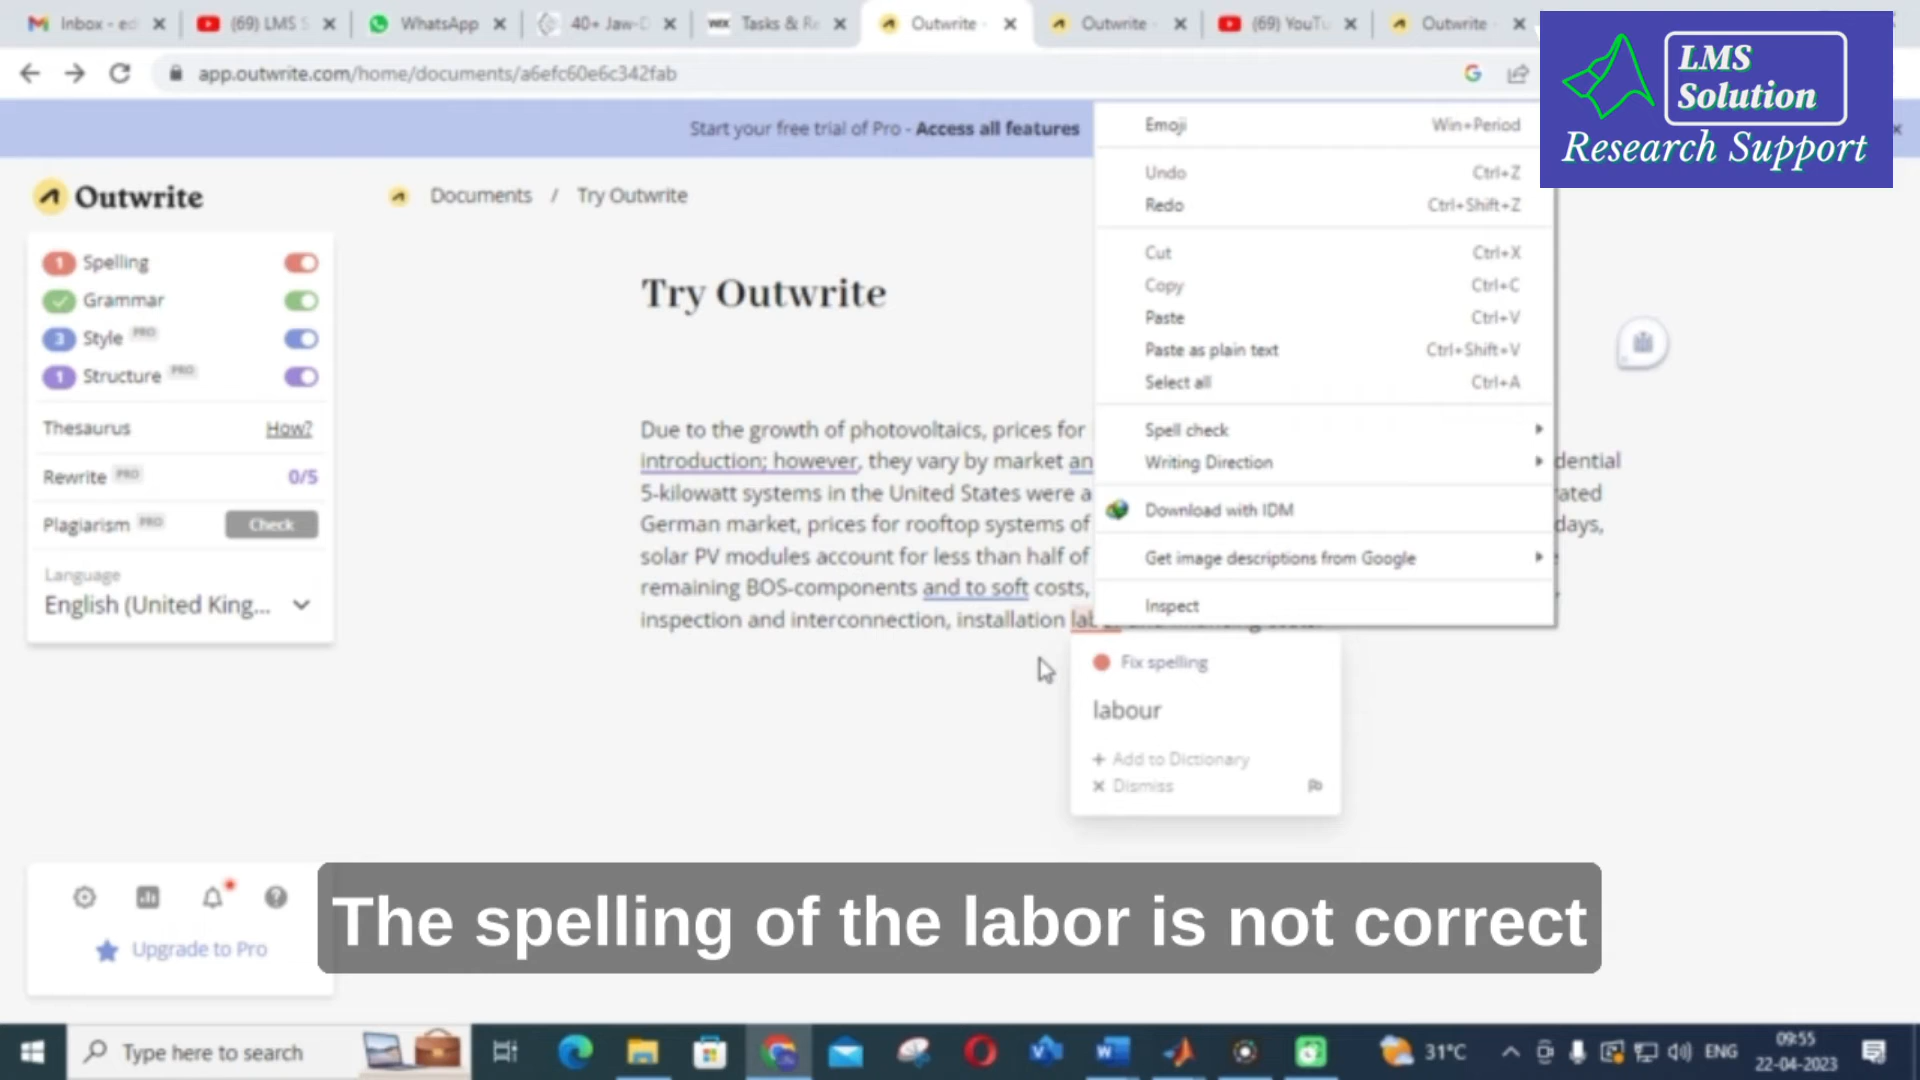 Inbox - ed
(69) LMS S
WhatsApp
40+ Jaw-D
WIX Tasks & Re
Outwrite -
Outwrite -
(69) YouTu
Outwrite -
app.outwrite.com/home/documents/a6efc60e6c342fab
LMS
Solution
Research Support
Start your free trial of Pro - Access all features
Outwrite
Documents / Try Outwrite
1 Spelling
Grammar
3 Style PRO
1 Structure PRO
Thesaurus How?
Rewrite PRO 0/5
Plagiarism PRO Check
Language
English (United King...
Try Outwrite
Due to the growth of photovoltaics, prices for
introduction; however, they vary by market an
dential
5-kilowatt systems in the United States were a
rated
German market, prices for rooftop systems of
days,
solar PV modules account for less than half of
remaining BOS-components and to soft costs,
inspection and interconnection, installation
Emoji Win+Period
Undo Ctrl+Z
Redo Ctrl+Shift+Z
Cut Ctrl+X
Copy Ctrl+C
Paste Ctrl+V
Paste as plain text Ctrl+Shift+V
Select all Ctrl+A
Spell check
Writing Direction
Download with IDM
Get image descriptions from Google
Inspect
Fix spelling
labour
+ Add to Dictionary
× Dismiss
Upgrade to Pro
The spelling of the labor is not correct
Type here to search
31°C
ENG
09:55
22-04-2023